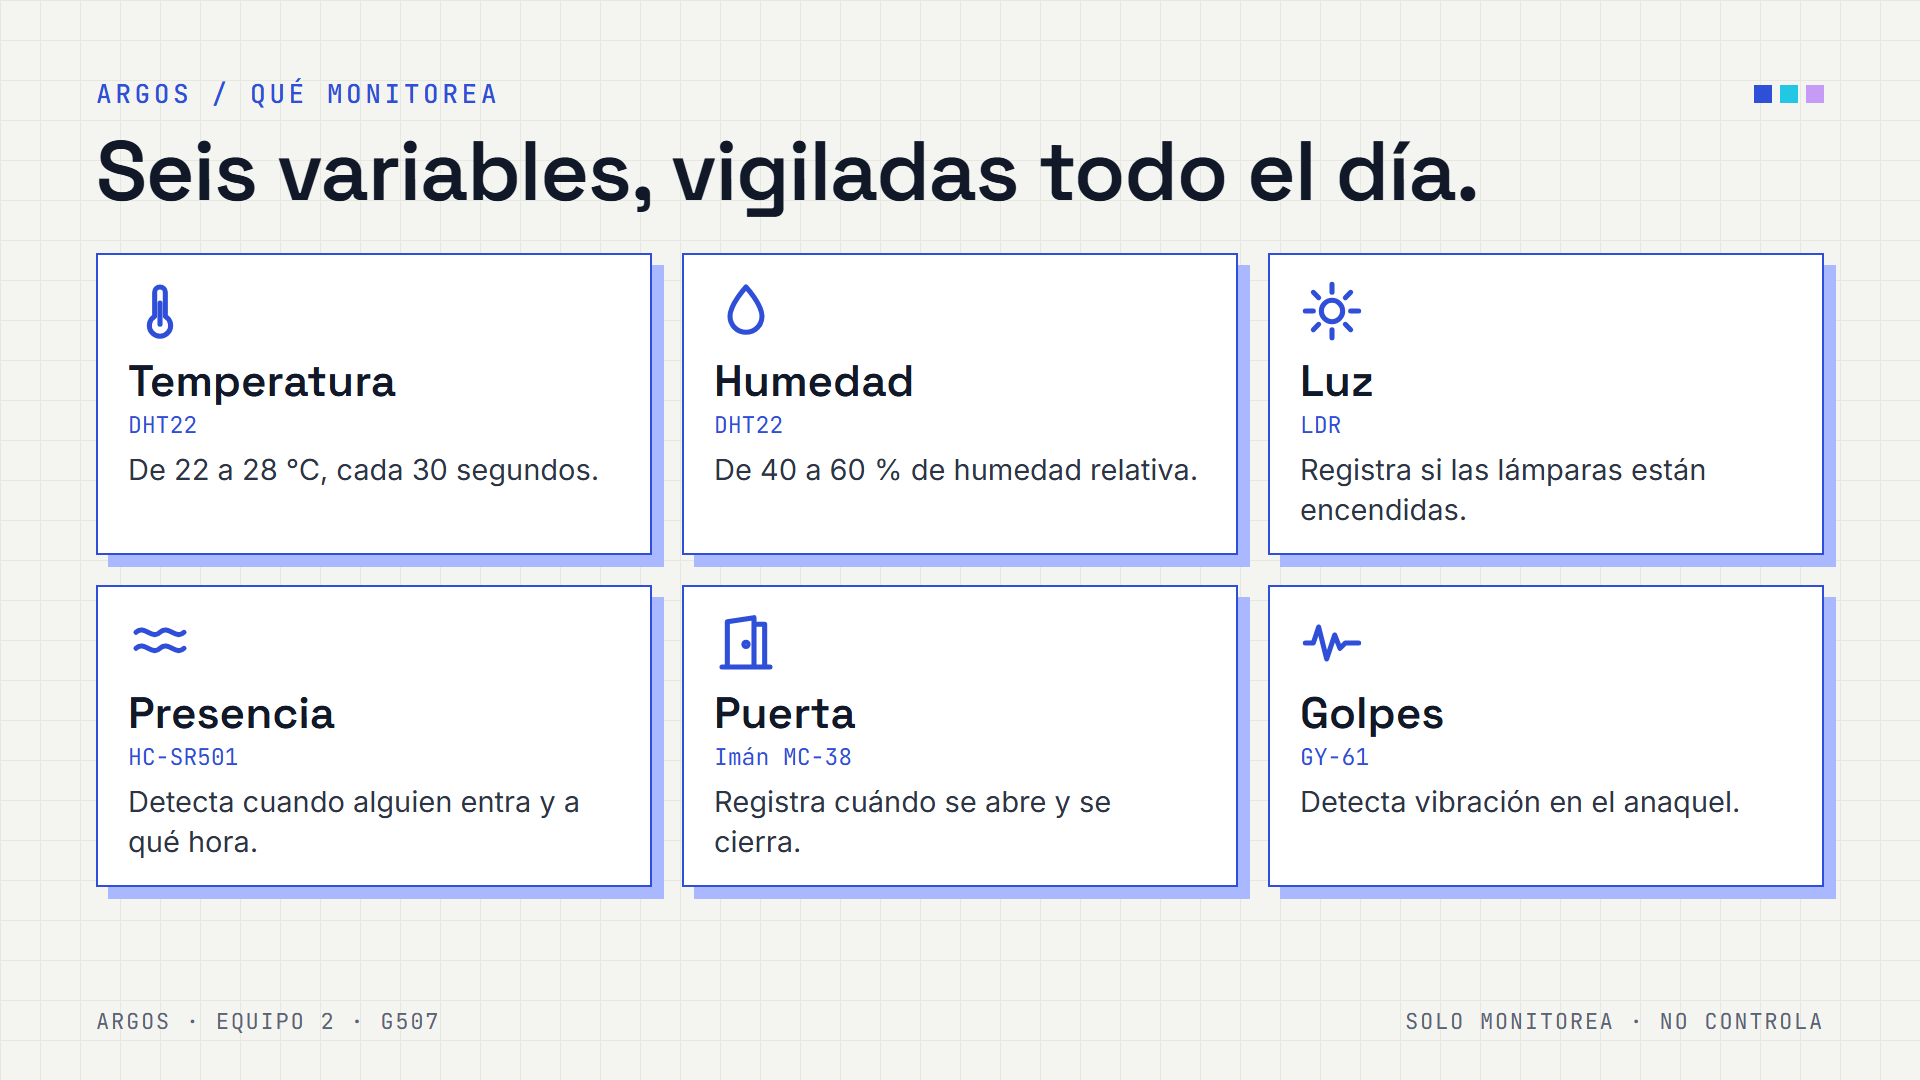 ARGOS / QUÉ MONITOREA
Seis variables, vigiladas todo el día.
Temperatura
DHT22
De 22 a 28 °C, cada 30 segundos.
Humedad
DHT22
De 40 a 60 % de humedad relativa.
Luz
LDR
Registra si las lámparas están
encendidas.
Presencia
HC-SR501
Detecta cuando alguien entra y a
qué hora.
Puerta
Imán MC-38
Registra cuándo se abre y se
cierra.
Golpes
GY-61
Detecta vibración en el anaquel.
ARGOS · EQUIPO 2 · G507
SOLO MONITOREA · NO CONTROLA